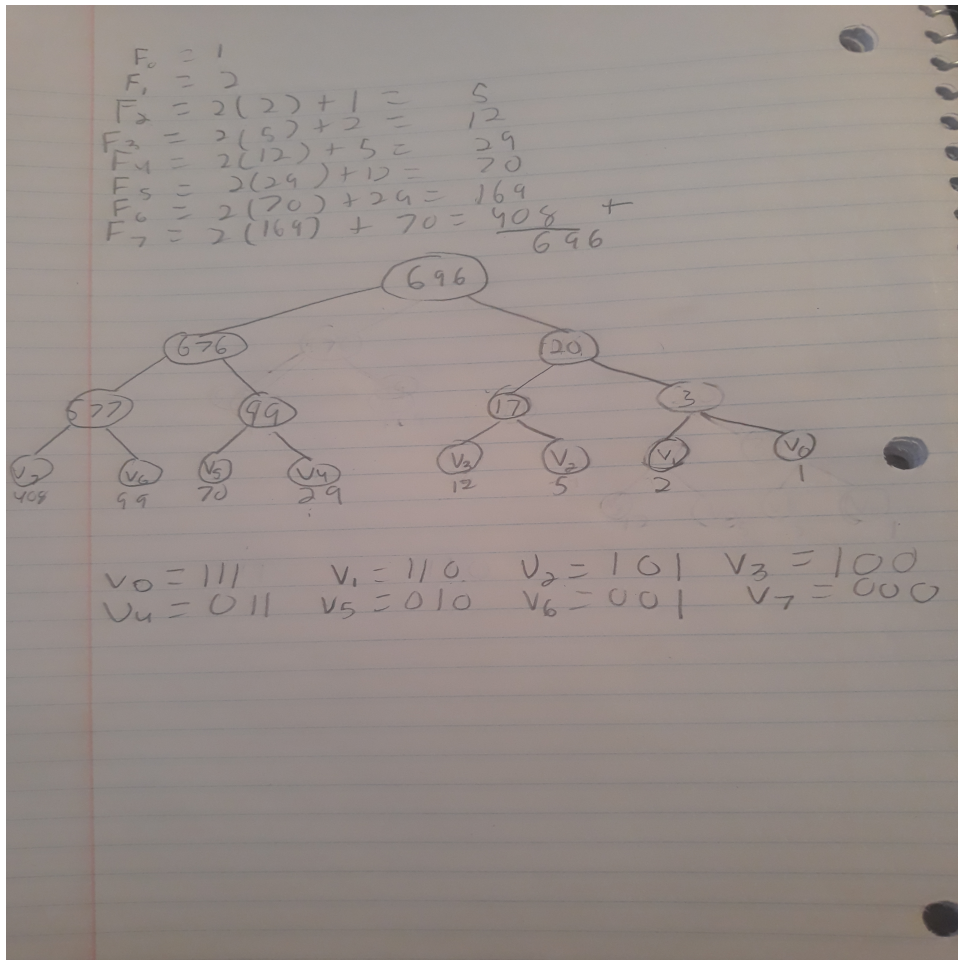 F₀ = 1
F₁ = 2
F₂ = 2(2) + 1 = 5
F₃ = 2(5) + 2 = 12
F₄ = 2(12) + 5 = 29
F₅ = 2(29) + 12 = 70
F₆ = 2(70) + 29 = 169
F₇ = 2(169) + 70 = 408 +
696
696
676 20
577 99 17 3
V₇ V₆ V₅ V₄ V₃ V₂ V₁ V₀
408 99 70 29 12 5 2 1
V₀ = 111 V₁ = 110 V₂ = 101 V₃ = 100
V₄ = 011 V₅ = 010 V₆ = 001 V₇ = 000